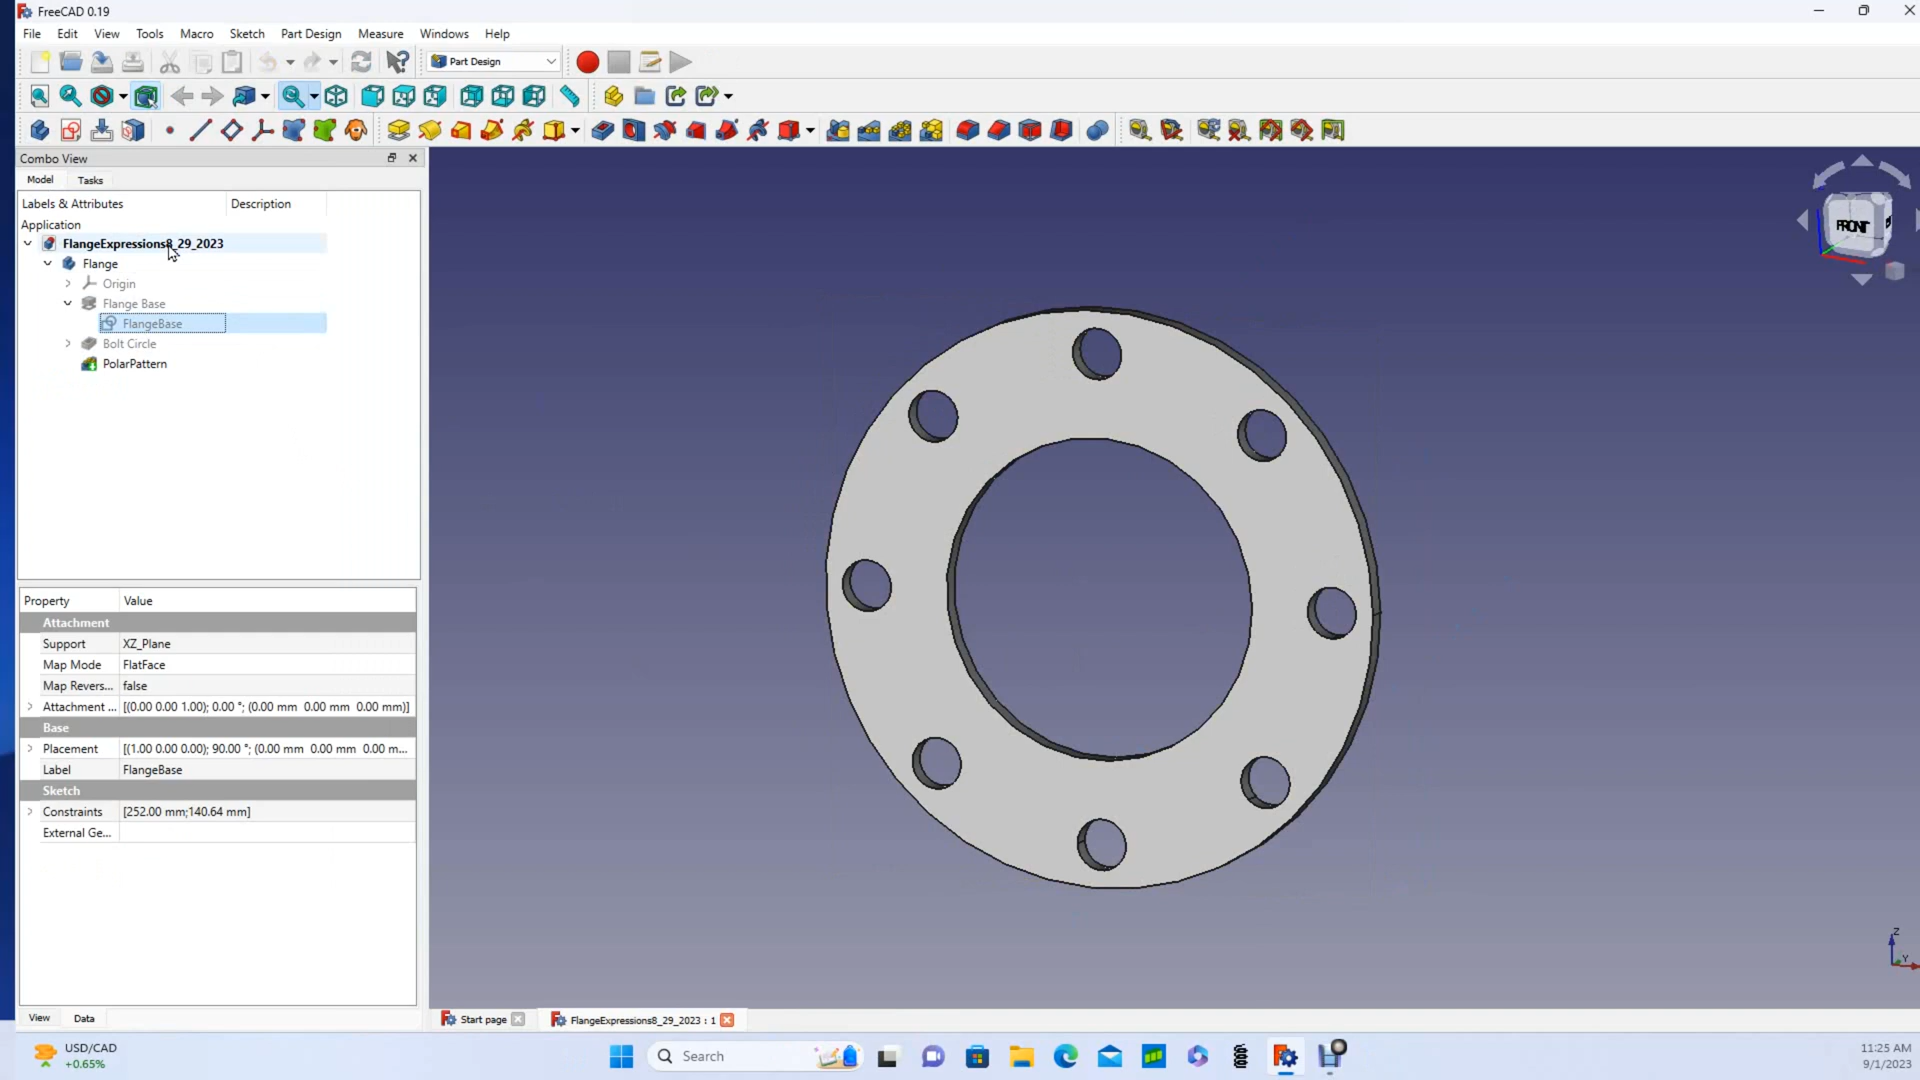 FreeCAD 0.19
File Edit View Tools Macro Sketch Part Design Measure Windows Help
Part Design
Combo View
Model Tasks
Labels & Attributes Description
Application
FlangeExpressions8_29_2023
Flange
Origin
Flange Base
FlangeBase
Bolt Circle
PolarPattern
FRONT
Property Value
Attachment
Support XZ_Plane
Map Mode FlatFace
Map Revers... false
Attachment ... [(0.00 0.00 1.00); 0.00 °; (0.00 mm 0.00 mm 0.00 mm)]
Base
Placement [(1.00 0.00 0.00); 90.00 °; (0.00 mm 0.00 mm 0.00 m...
Label FlangeBase
Sketch
Constraints [252.00 mm;140.64 mm]
External Ge...
Z
Y
View Data
Start page FlangeExpressions8_29_2023 : 1
USD/CAD
+0.65%
Search
11:25 AM
9/1/2023